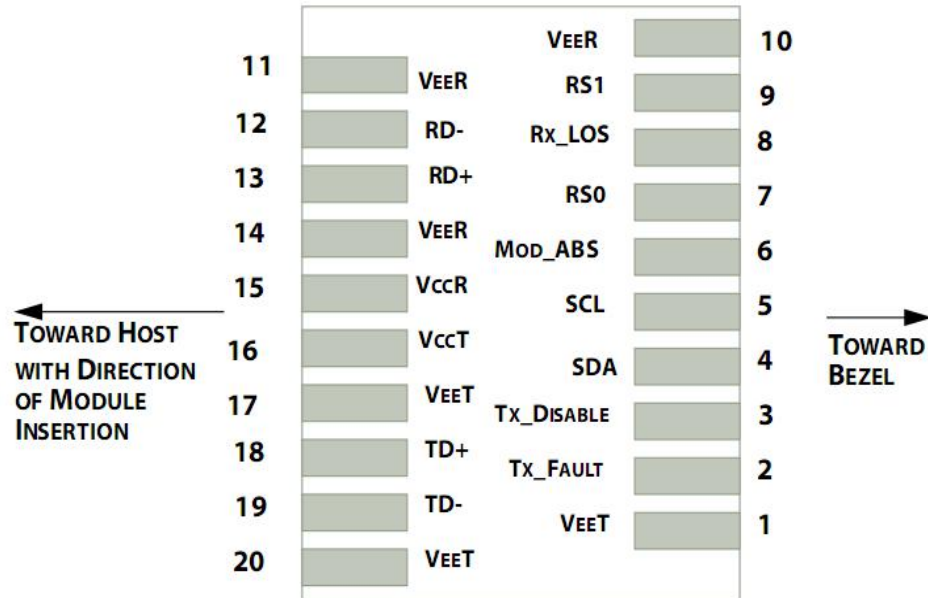 10 VEER
11 VEER
RS1 9
12 RD-
RX_LOS 8
13 RD+
RS0 7
14 VEER
MOD_ABS 6
15 VCCR
SCL 5
TOWARD HOST
WITH DIRECTION
OF MODULE
INSERTION
16 VCCT
TOWARD
BEZEL
SDA 4
17 VEET
TX_DISABLE 3
18 TD+
TX_FAULT 2
19 TD-
VEET 1
20 VEET